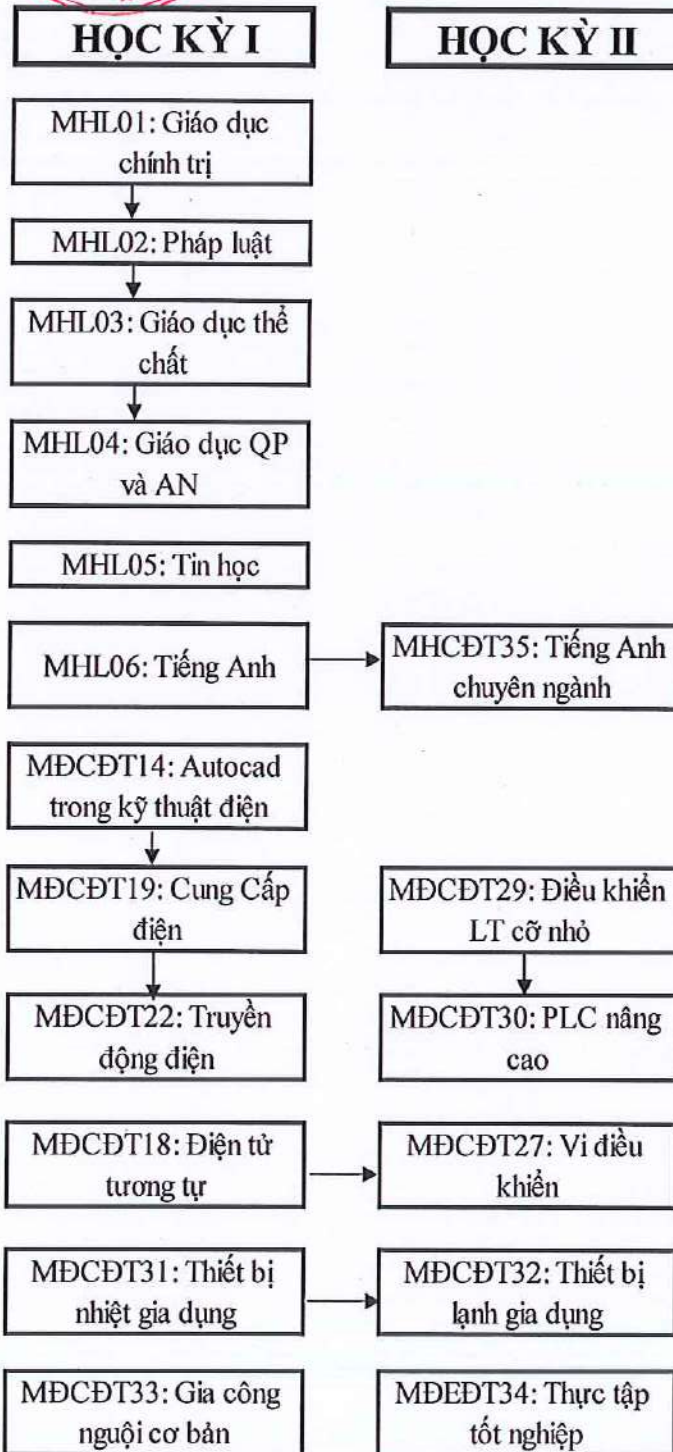 HỌC KỲ I
HỌC KỲ II
MHL01: Giáo dục
chính trị
MHL02: Pháp luật
MHL03: Giáo dục thể
chất
MHL04: Giáo dục QP
và AN
MHL05: Tin học
MHL06: Tiếng Anh
MHCĐT35: Tiếng Anh
chuyên ngành
MĐCĐT14: Autocad
trong kỹ thuật điện
MĐCĐT19: Cung Cấp
điện
MĐCĐT29: Điều khiển
LT cỡ nhỏ
MĐCĐT22: Truyền
động điện
MĐCĐT30: PLC nâng
cao
MĐCĐT18: Điện tử
tương tự
MĐCĐT27: Vi điều
khiển
MĐCĐT31: Thiết bị
nhiệt gia dụng
MĐCĐT32: Thiết bị
lạnh gia dụng
MĐCĐT33: Gia công
nguội cơ bản
MĐEĐT34: Thực tập
tốt nghiệp